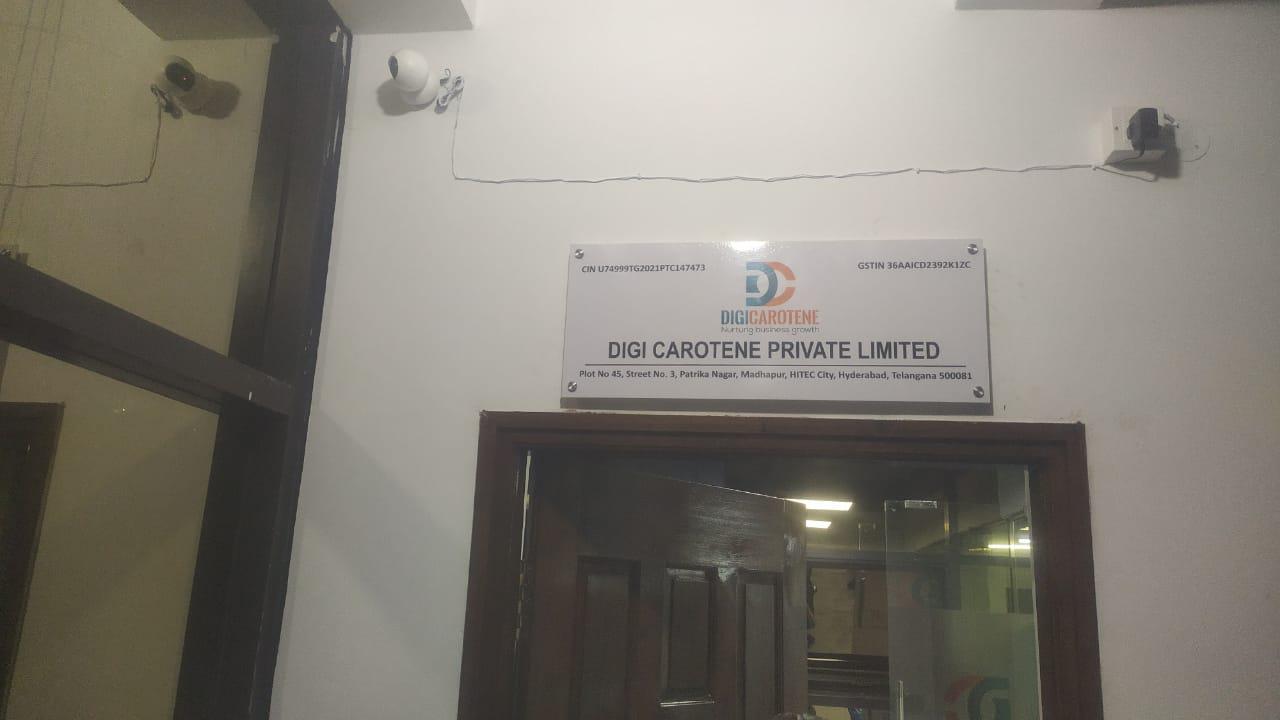 CIN U74999TG2021PTC147473
GSTIN 36AAICD2392K1ZC
DC
DIGICAROTENE
Nurturing business growth
DIGI CAROTENE PRIVATE LIMITED
Plot No 45, Street No. 3, Patrika Nagar, Madhapur, HITEC City, Hyderabad, Telangana 500081